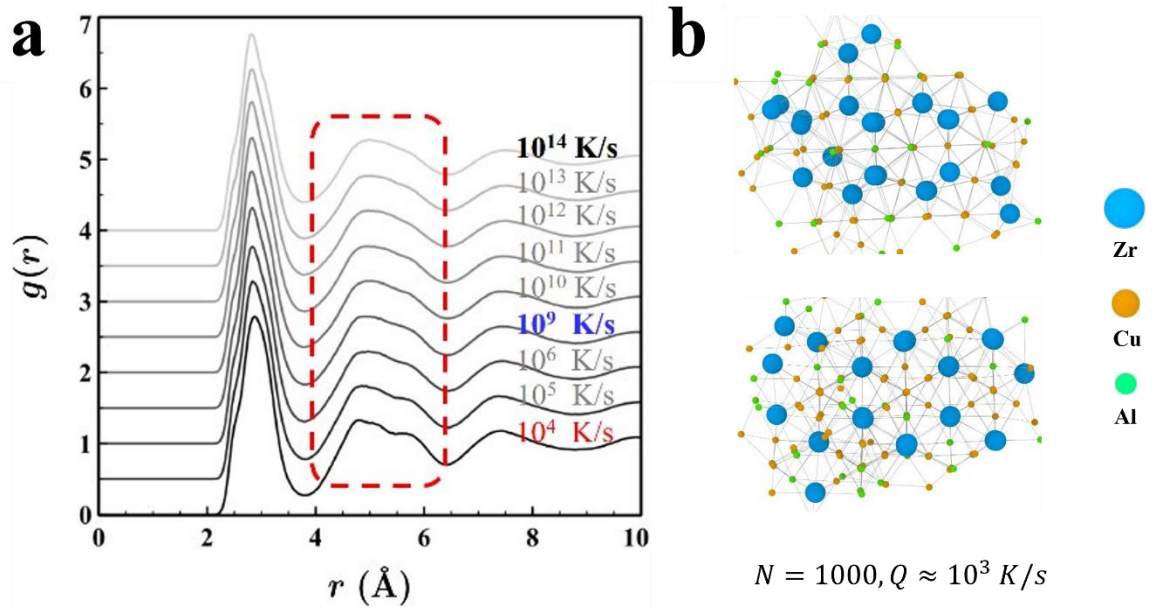 a
7
6
5
4
3
2
1
0
g(r)
10¹⁴ K/s
10¹³ K/s
10¹² K/s
10¹¹ K/s
10¹⁰ K/s
10⁹ K/s
10⁶ K/s
10⁵ K/s
10⁴ K/s
0 2 4 6 8 10
r (Å)
b
Zr
Cu
Al
N = 1000, Q ≈ 10³ K/s